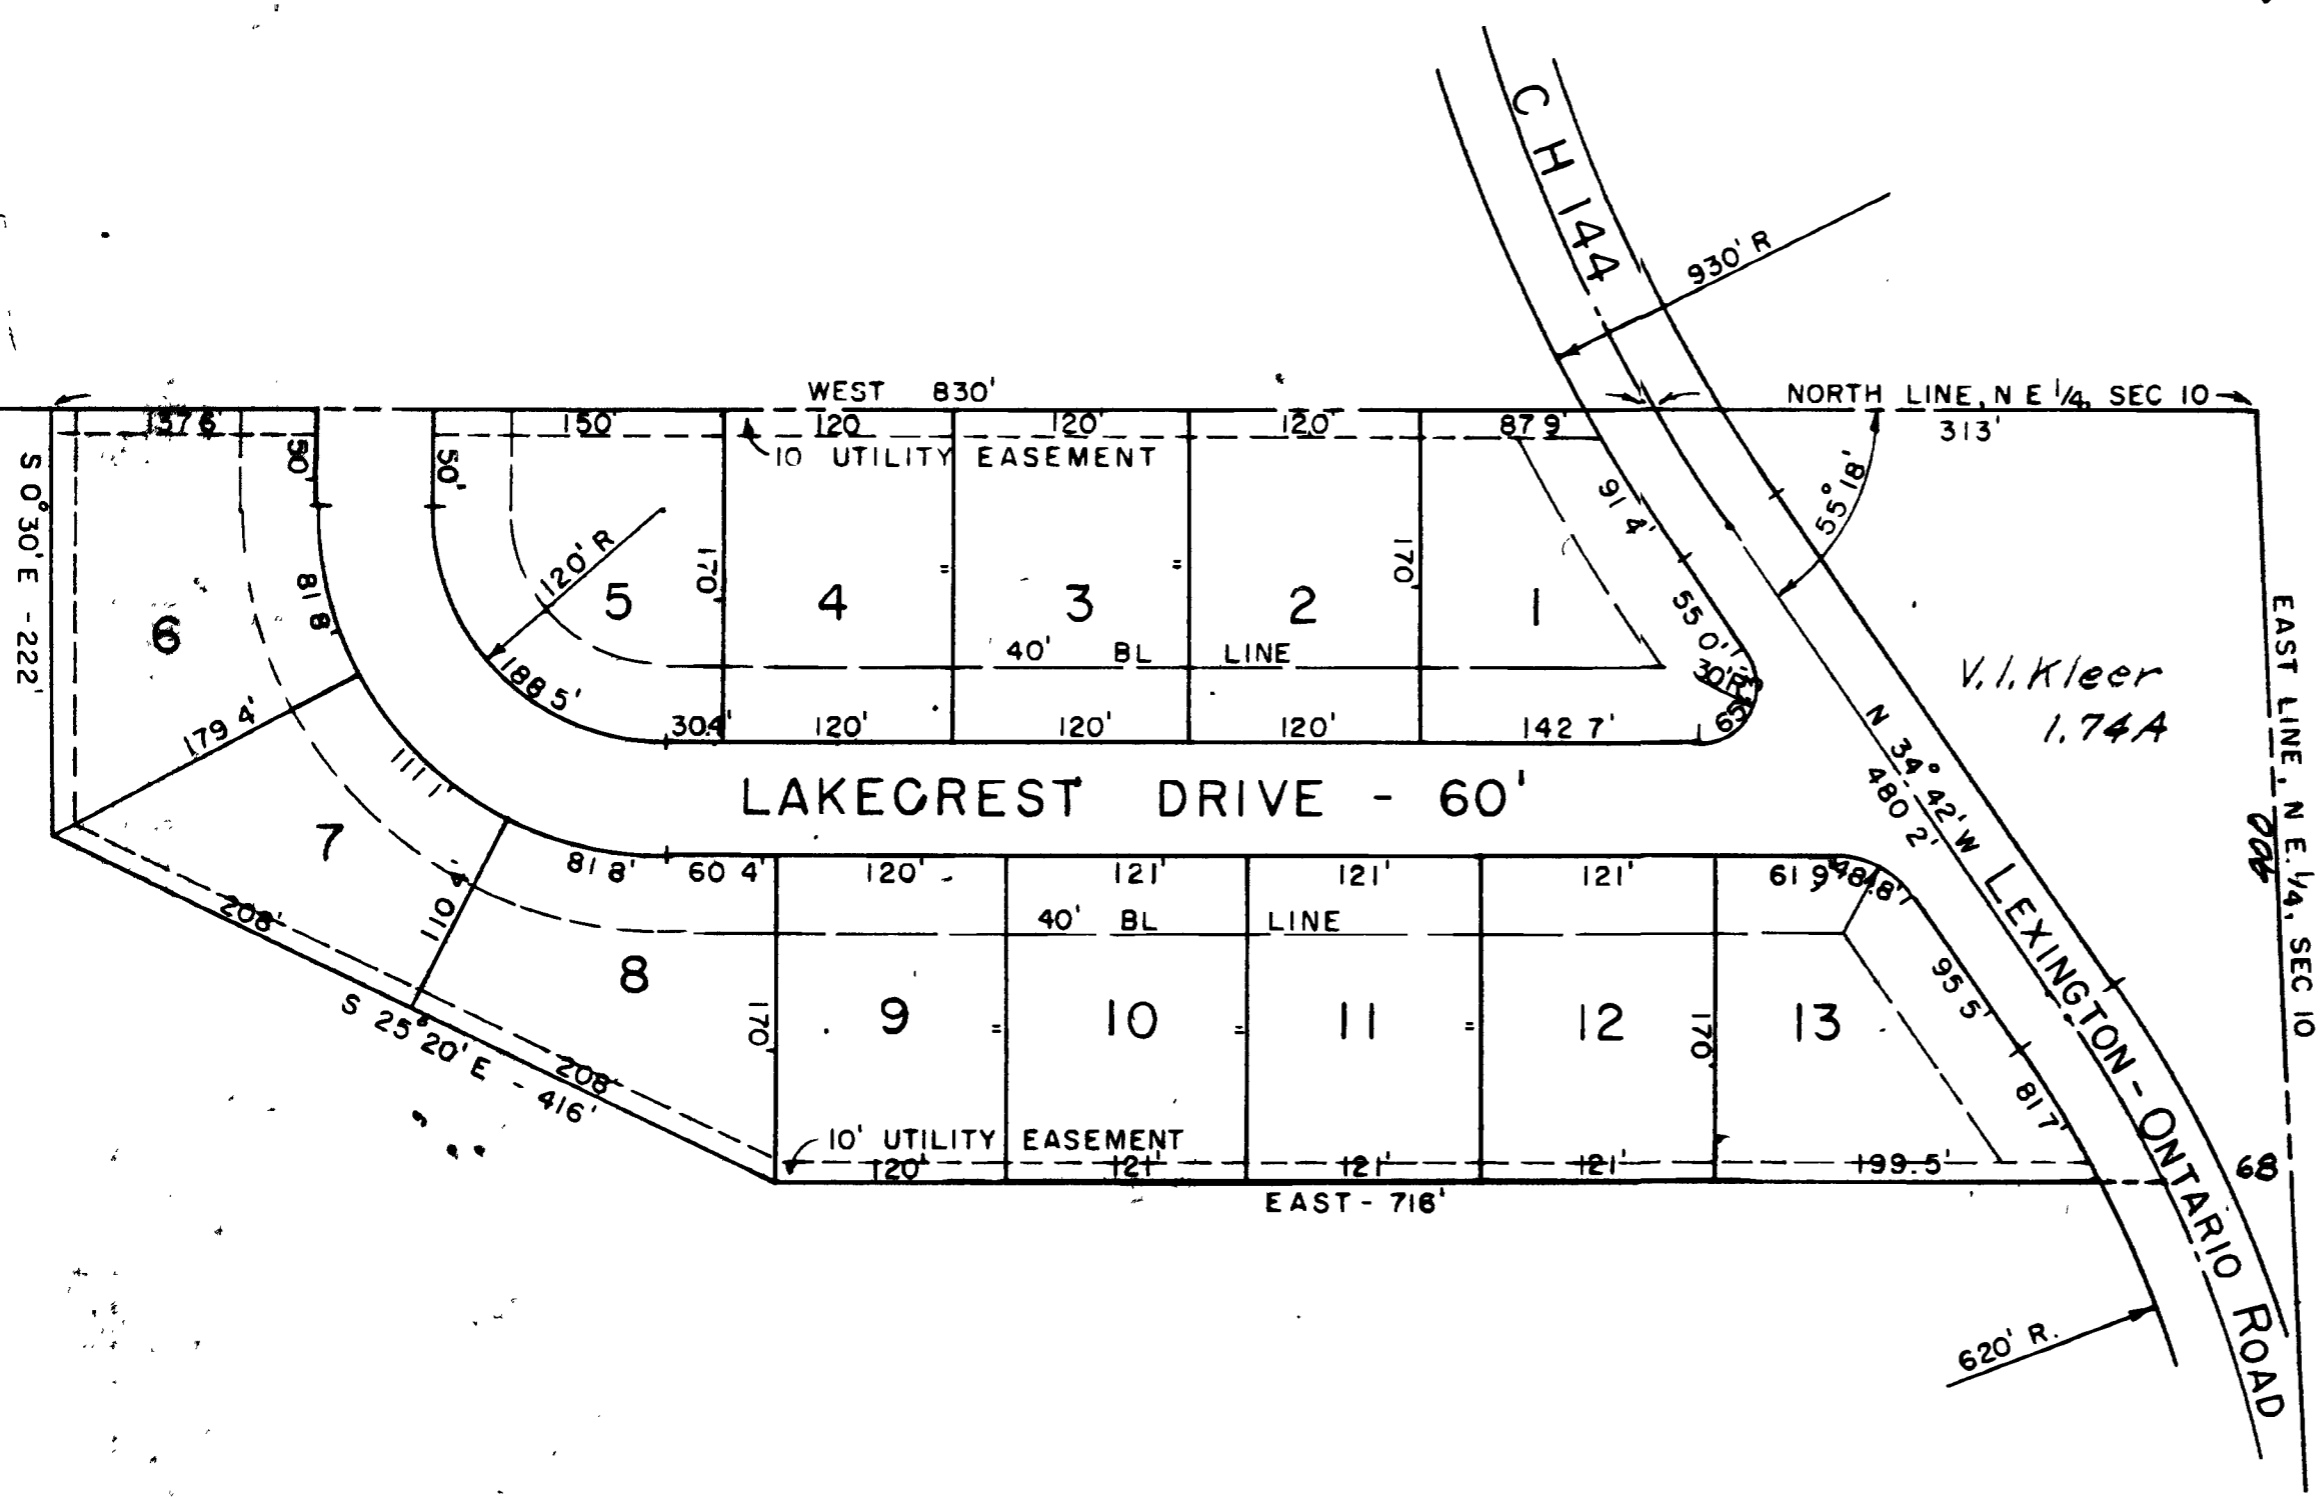 C H 144
930' R
WEST 830'
NORTH LINE, N E 1/4, SEC 10
313'
137 6'
150'
120'
120'
120'
87 9'
10 UTILITY EASEMENT
50'
50'
S 0° 30' E - 222'
55° 18'
91 4'
120' R
170'
170'
81 8'
5
4
3
2
1
6
55 0'
40' BL LINE
30' R
188 5'
179 4'
30.4'
120'
120'
120'
142 7'
V.I. Kleer
1.74A
EAST LINE, N E. 1/4, SEC 10
N 34° 42' W
480 2'
LAKECREST DRIVE - 60'
111'
7
81 8'
60 4'
120'
121'
121'
121'
61 9'
48.8'
LEXINGTON - ONTARIO ROAD
208'
110 4'
40' BL LINE
8
95 5'
S 25° 20' E - 416'
9
10
11
12
13
170'
170'
208'
81 7'
10' UTILITY EASEMENT
120'
121'
121'
121'
199.5'
68
EAST - 716'
620' R.